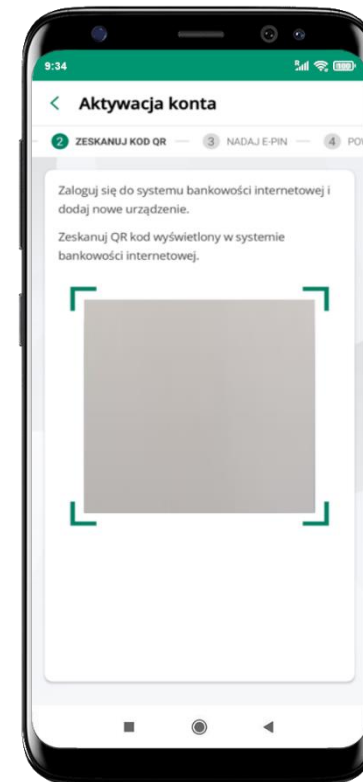 9:34
Aktywacja konta
2 ZESKANUJ KOD QR 3 NADAJ E-PIN 4
Zaloguj się do systemu bankowości internetowej i
dodaj nowe urządzenie.
Zeskanuj QR kod wyświetlony w systemie
bankowości internetowej.